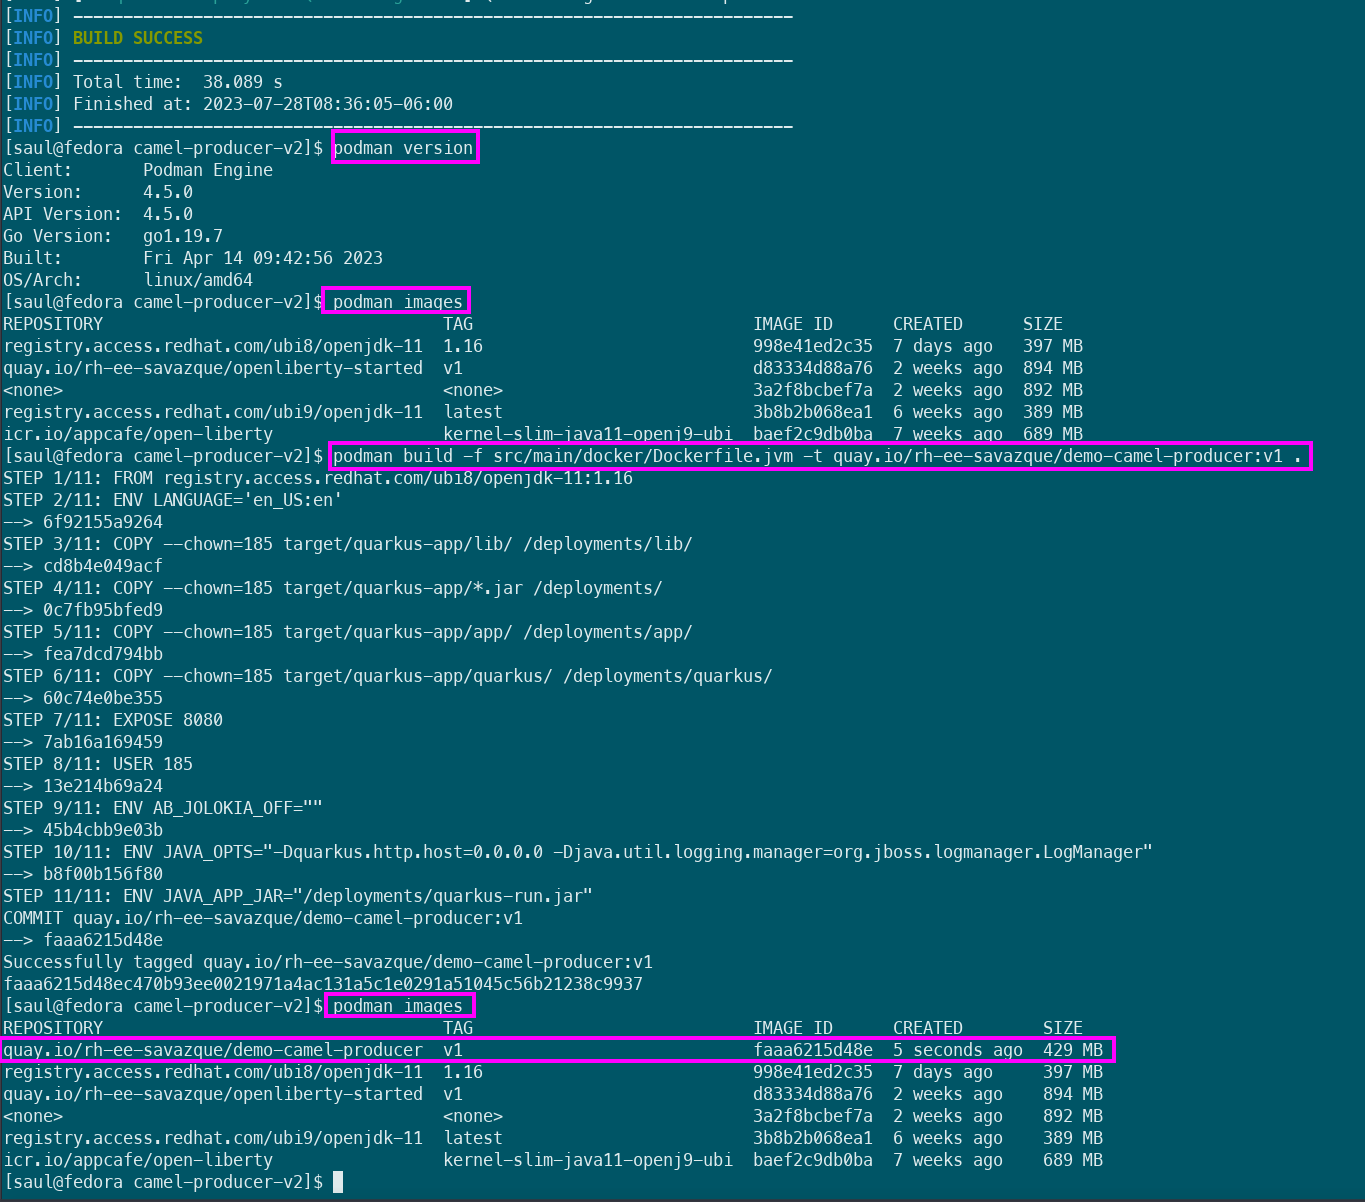 [INFO] ------------------------------------------------------------------------
[INFO] BUILD SUCCESS
[INFO] ------------------------------------------------------------------------
[INFO] Total time:  38.089 s
[INFO] Finished at: 2023-07-28T08:36:05-06:00
[INFO] ------------------------------------------------------------------------
[saul@fedora camel-producer-v2]$ podman version
Client:       Podman Engine
Version:      4.5.0
API Version:  4.5.0
Go Version:   go1.19.7
Built:        Fri Apr 14 09:42:56 2023
OS/Arch:      linux/amd64
[saul@fedora camel-producer-v2]$ podman images
REPOSITORY                                  TAG                            IMAGE ID      CREATED      SIZE
registry.access.redhat.com/ubi8/openjdk-11  1.16                           998e41ed2c35  7 days ago   397 MB
quay.io/rh-ee-savazque/openliberty-started  v1                             d83334d88a76  2 weeks ago  894 MB
<none>                                      <none>                         3a2f8bcbef7a  2 weeks ago  892 MB
registry.access.redhat.com/ubi9/openjdk-11  latest                         3b8b2b068ea1  6 weeks ago  389 MB
icr.io/appcafe/open-liberty                 kernel-slim-java11-openj9-ubi  baef2c9db0ba  7 weeks ago  689 MB
[saul@fedora camel-producer-v2]$ podman build -f src/main/docker/Dockerfile.jvm -t quay.io/rh-ee-savazque/demo-camel-producer:v1 .
STEP 1/11: FROM registry.access.redhat.com/ubi8/openjdk-11:1.16
STEP 2/11: ENV LANGUAGE='en_US:en'
--> 6f92155a9264
STEP 3/11: COPY --chown=185 target/quarkus-app/lib/ /deployments/lib/
--> cd8b4e049acf
STEP 4/11: COPY --chown=185 target/quarkus-app/*.jar /deployments/
--> 0c7fb95bfed9
STEP 5/11: COPY --chown=185 target/quarkus-app/app/ /deployments/app/
--> fea7dcd794bb
STEP 6/11: COPY --chown=185 target/quarkus-app/quarkus/ /deployments/quarkus/
--> 60c74e0be355
STEP 7/11: EXPOSE 8080
--> 7ab16a169459
STEP 8/11: USER 185
--> 13e214b69a24
STEP 9/11: ENV AB_JOLOKIA_OFF=""
--> 45b4cbb9e03b
STEP 10/11: ENV JAVA_OPTS="-Dquarkus.http.host=0.0.0.0 -Djava.util.logging.manager=org.jboss.logmanager.LogManager"
--> b8f00b156f80
STEP 11/11: ENV JAVA_APP_JAR="/deployments/quarkus-run.jar"
COMMIT quay.io/rh-ee-savazque/demo-camel-producer:v1
--> faaa6215d48e
Successfully tagged quay.io/rh-ee-savazque/demo-camel-producer:v1
faaa6215d48ec470b93ee0021971a4ac131a5c1e0291a51045c56b21238c9937
[saul@fedora camel-producer-v2]$ podman images
REPOSITORY                                  TAG                            IMAGE ID      CREATED        SIZE
quay.io/rh-ee-savazque/demo-camel-producer  v1                             faaa6215d48e  5 seconds ago  429 MB
registry.access.redhat.com/ubi8/openjdk-11  1.16                           998e41ed2c35  7 days ago     397 MB
quay.io/rh-ee-savazque/openliberty-started  v1                             d83334d88a76  2 weeks ago    894 MB
<none>                                      <none>                         3a2f8bcbef7a  2 weeks ago    892 MB
registry.access.redhat.com/ubi9/openjdk-11  latest                         3b8b2b068ea1  6 weeks ago    389 MB
icr.io/appcafe/open-liberty                 kernel-slim-java11-openj9-ubi  baef2c9db0ba  7 weeks ago    689 MB
[saul@fedora camel-producer-v2]$